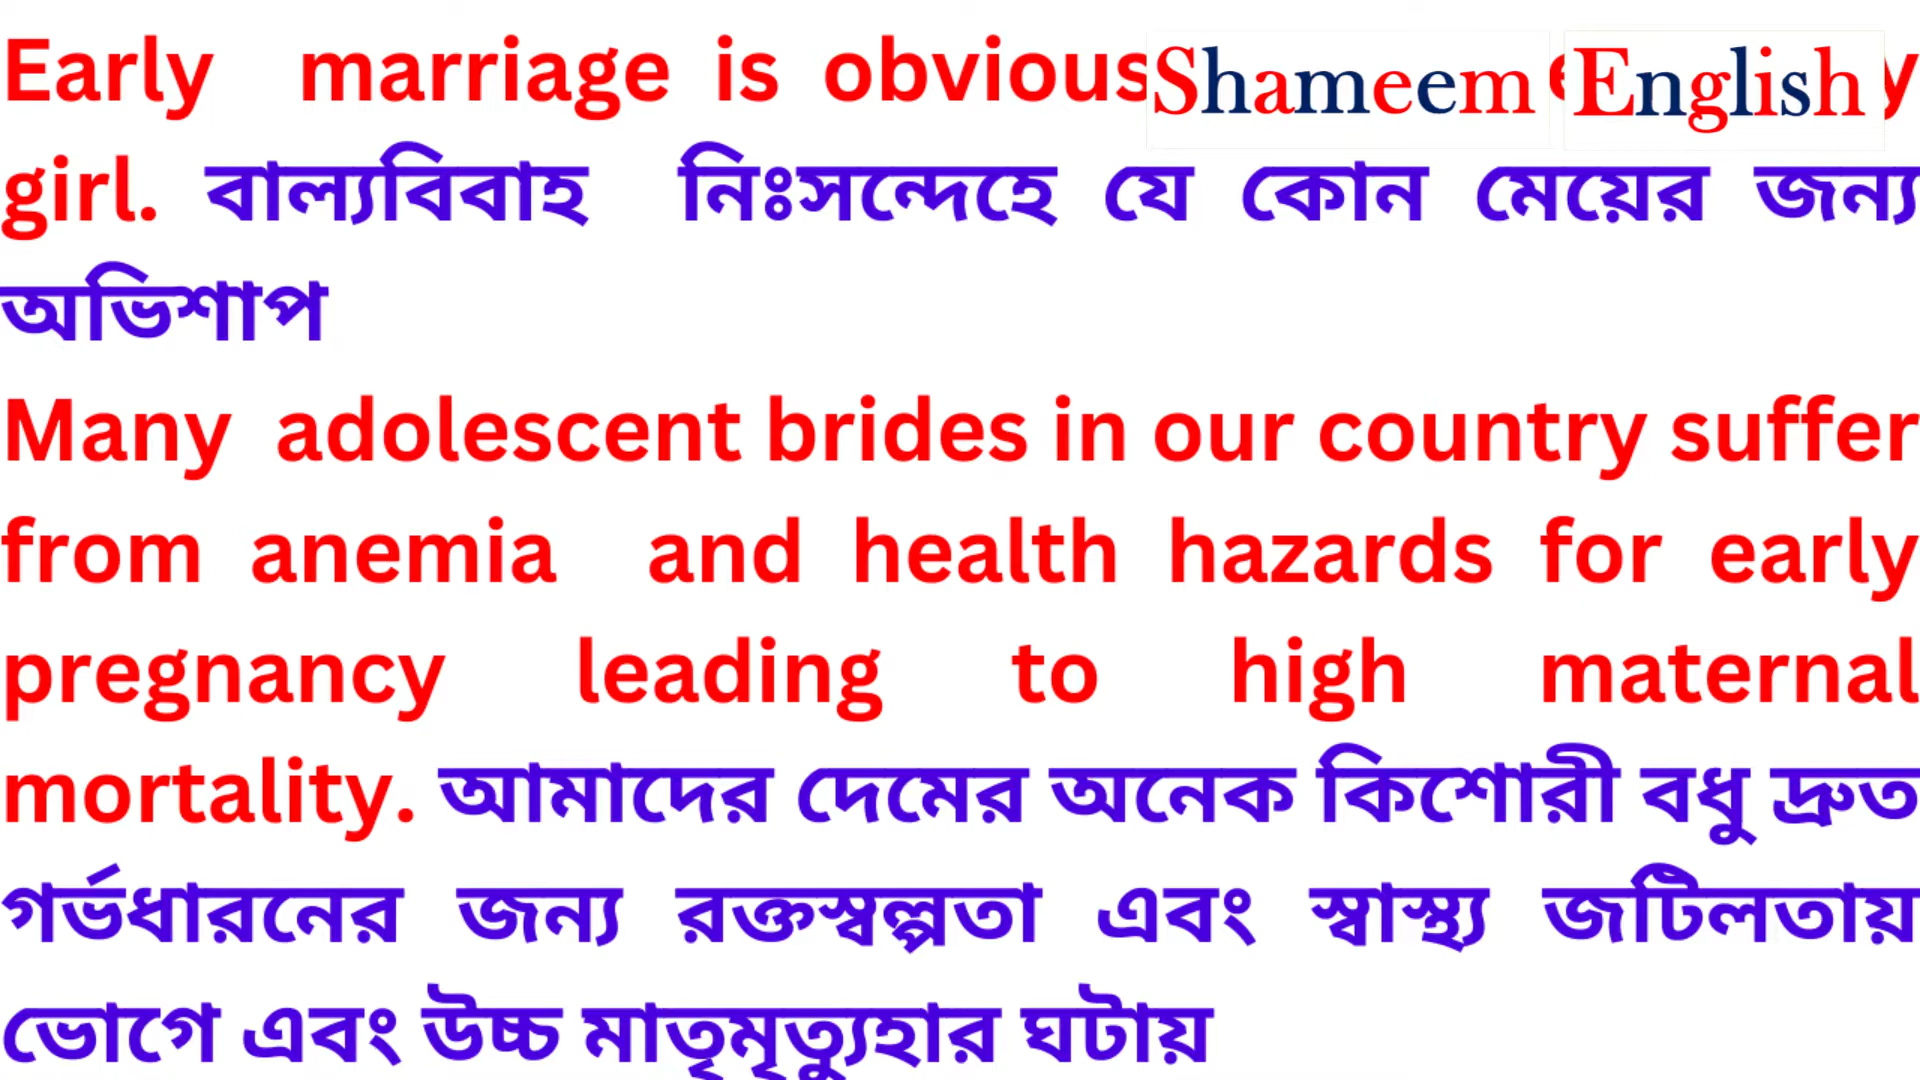 Early marriage is obvious Shameem English y
girl. বাল্যবিবাহ নিঃসন্দেহে যে কোন মেয়ের জন্য
অভিশাপ
Many adolescent brides in our country suffer
from anemia and health hazards for early
pregnancy leading to high maternal
mortality. আমাদের দেমের অনেক কিশোরী বধু দ্রুত
গর্ভধারনের জন্য রক্তস্বল্পতা এবং স্বাস্থ্য জটিলতায়
ভোগে এবং উচ্চ মাতৃমৃত্যুহার ঘটায়